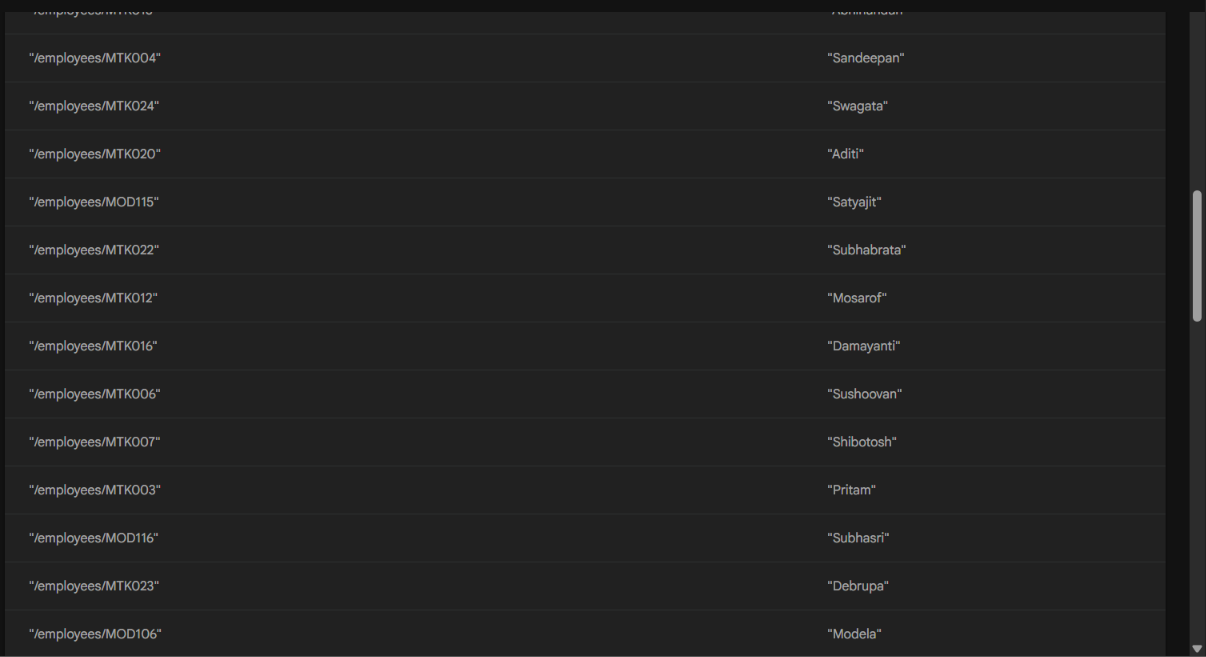 "/employees/MTK004" "Sandeepan"
"/employees/MTK024" "Swagata"
"/employees/MTK020" "Aditi"
"/employees/MOD115" "Satyajit"
"/employees/MTK022" "Subhabrata"
"/employees/MTK012" "Mosarof"
"/employees/MTK016" "Damayanti"
"/employees/MTK006" "Sushoovan"
"/employees/MTK007" "Shibotosh"
"/employees/MTK003" "Pritam"
"/employees/MOD116" "Subhasri"
"/employees/MTK023" "Debrupa"
"/employees/MOD106" "Modela"